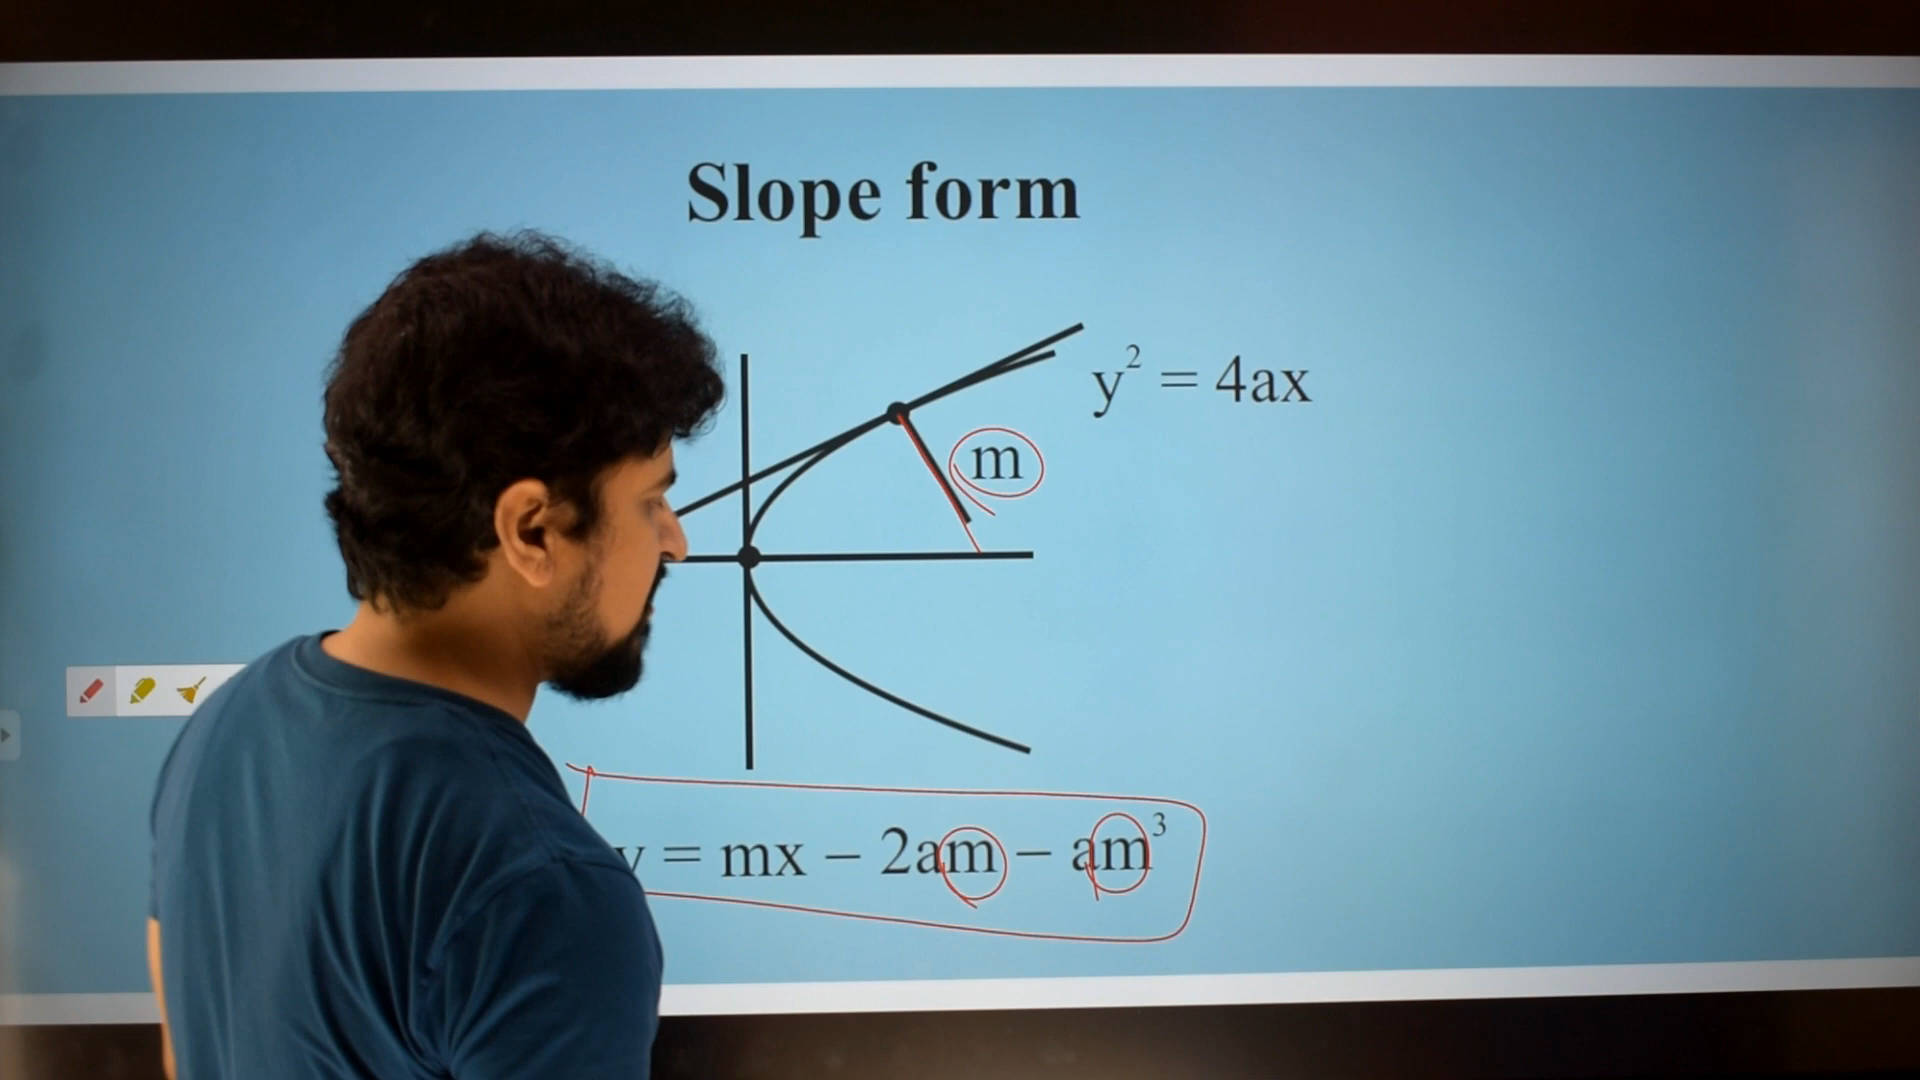 Slope form
y² = 4ax
m
y = mx – 2am – am³